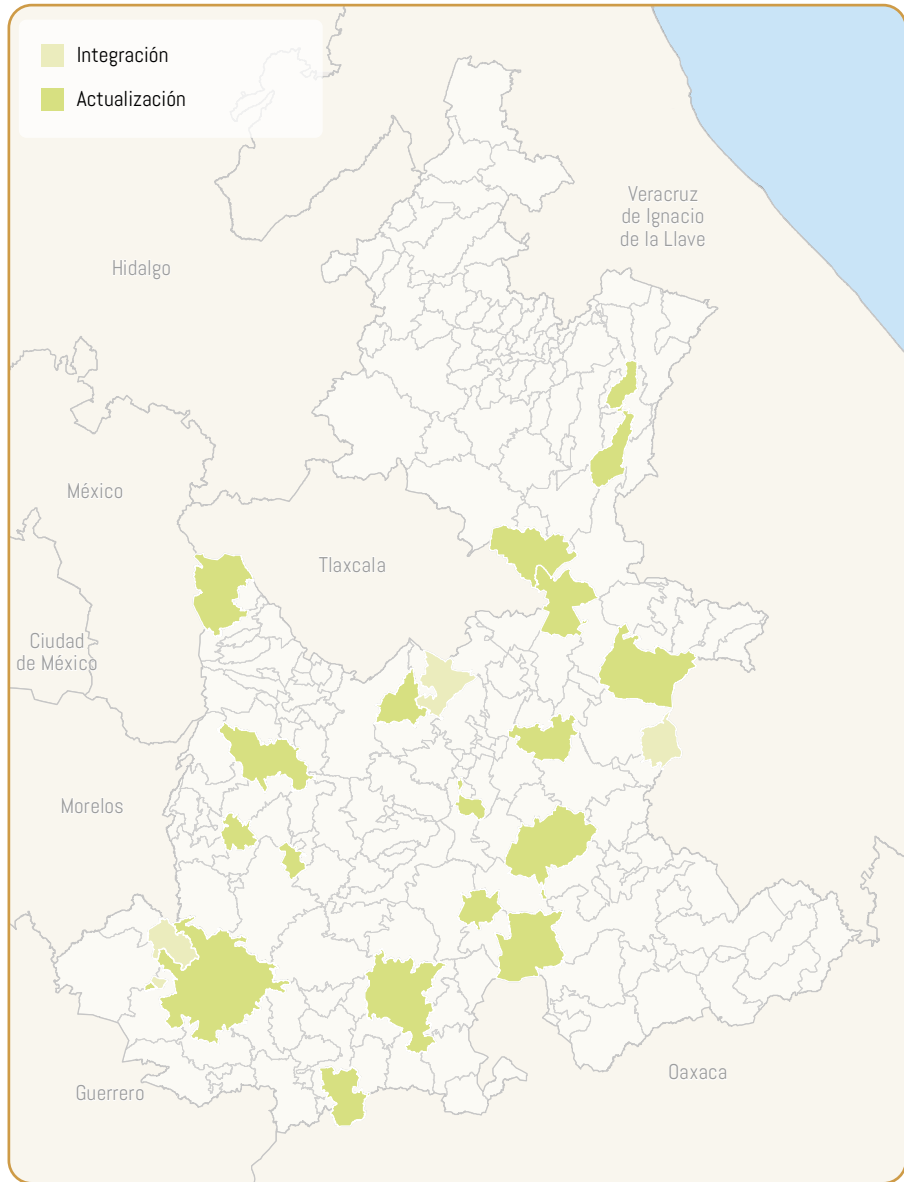 Integración
Actualización
Veracruz
de Ignacio
de la Llave
Hidalgo
México
Tlaxcala
Ciudad
de México
Morelos
Guerrero
Oaxaca